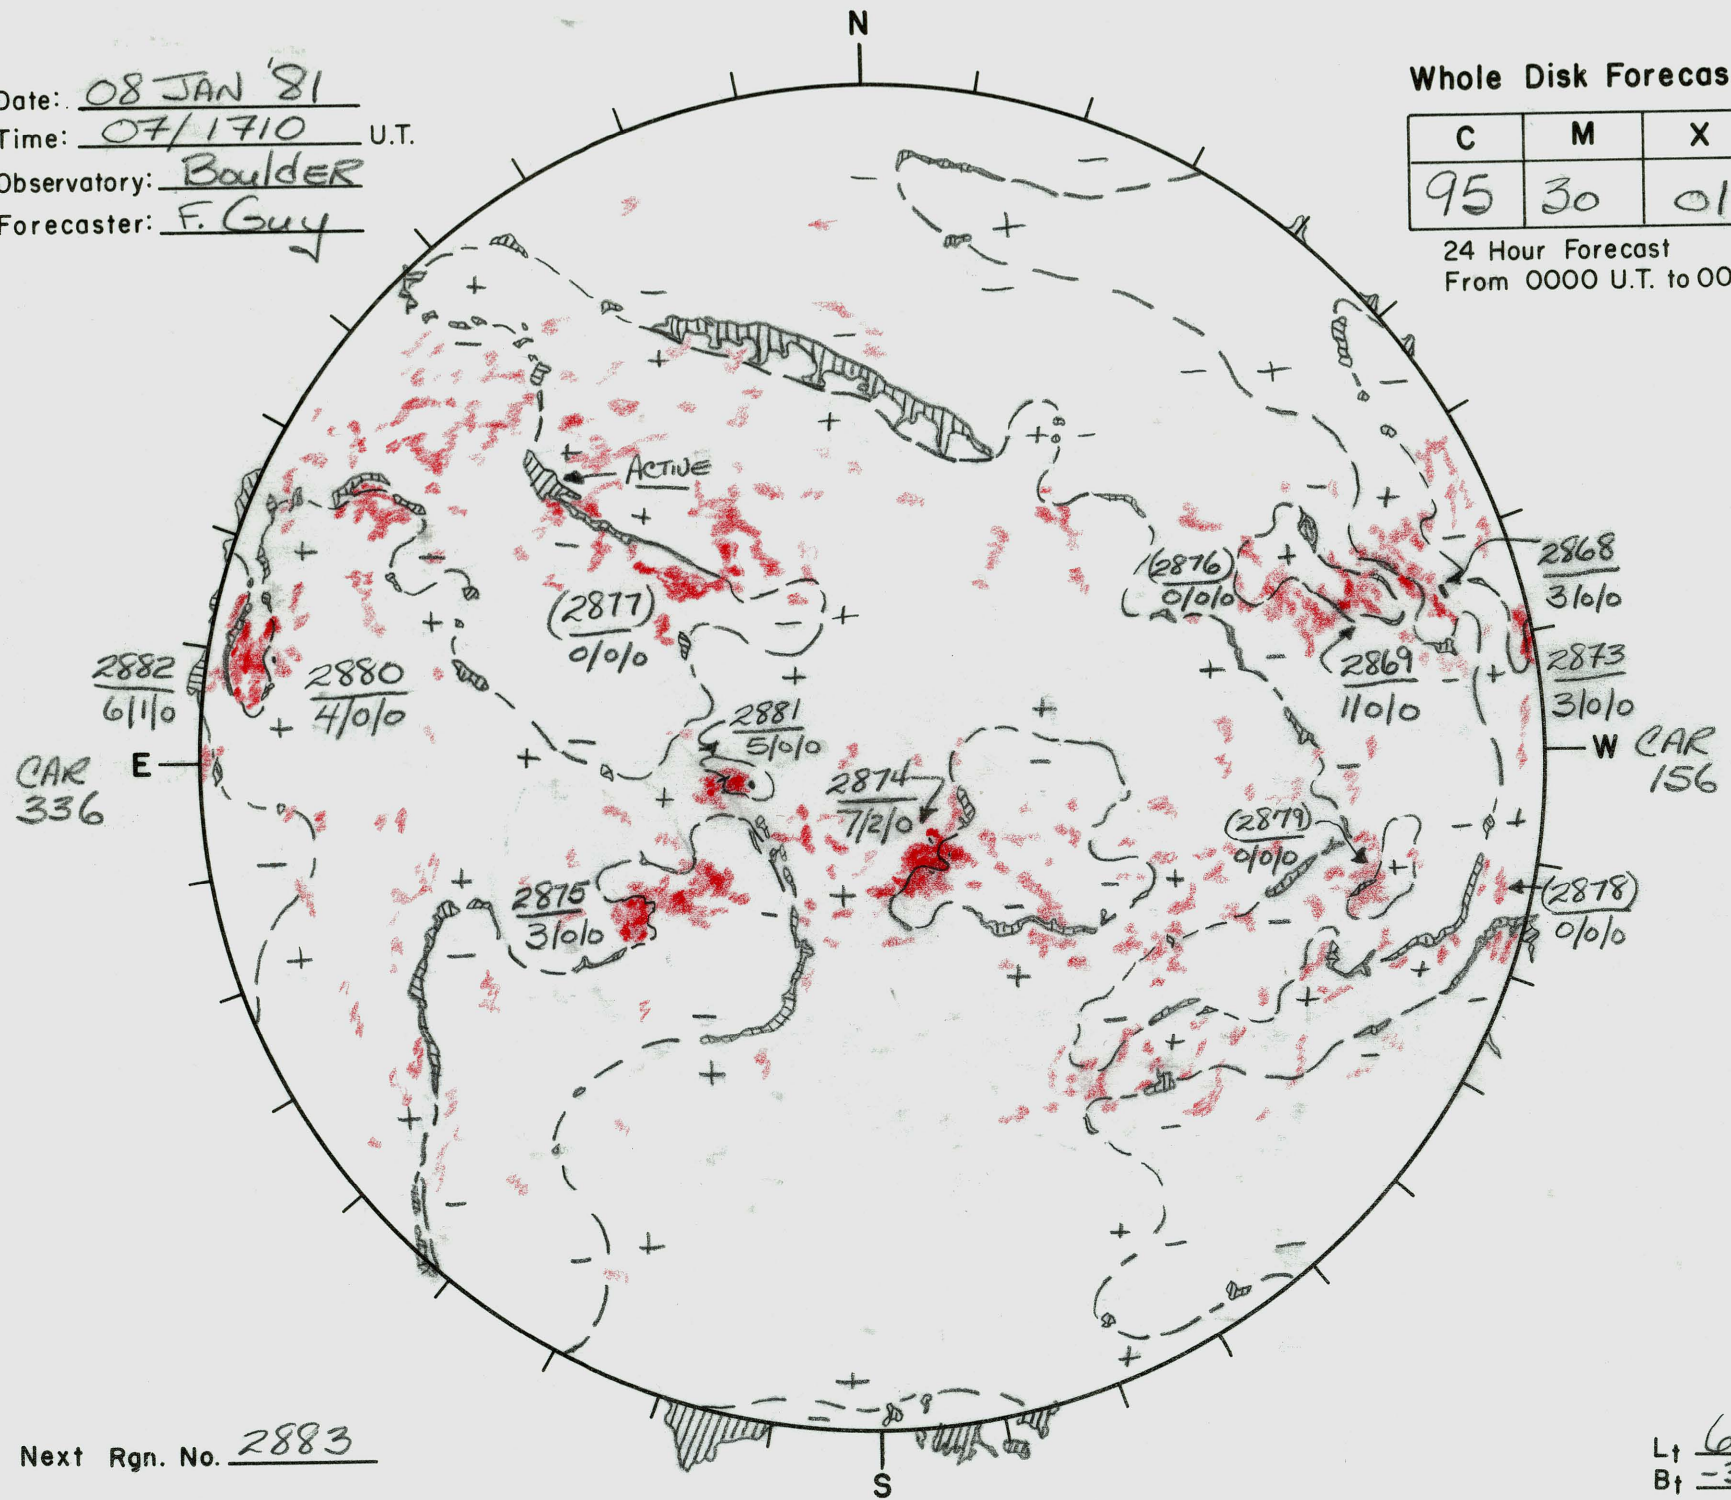 N
Date: 08 JAN '81
Time: 07/1710 U.T.
Observatory: BouldER
Forecaster: F. Guy
Whole Disk Forecas
C M X
95 30 01
24 Hour Forecast
From 0000 U.T. to 00
ACTIVE
2868
3/0/0
(2876)
0/0/0
(2877)
0/0/0
2869
1/0/0
2873
3/0/0
2882
6/1/0
2880
4/0/0
2881
5/0/0
CAR
336
E
W
CAR
156
2874
7/2/0
(2879)
0/0/0
2875
3/0/0
(2878)
0/0/0
Next Rgn. No. 2883
S
Lt 6
Bt -3